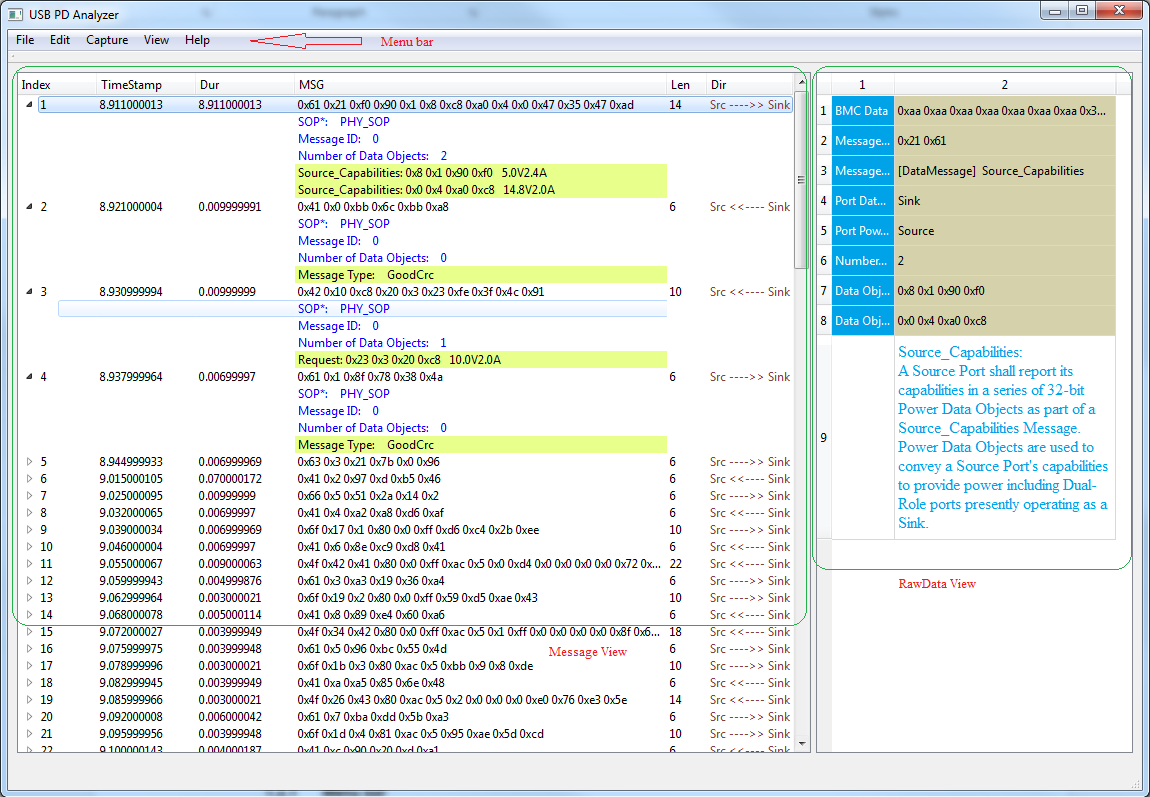 USB PD Analyzer
File Edit Capture View Help
Menu bar
Index TimeStamp Dur MSG Len Dir
1 8.911000013 8.911000013 0x61 0x21 0xf0 0x90 0x1 0x8 0xc8 0xa0 0x4 0x0 0x47 0x35 0x47 0xad 14 Src ---->> Sink
SOP*: PHY_SOP
Message ID: 0
Number of Data Objects: 2
Source_Capabilities: 0x8 0x1 0x90 0xf0 5.0V2.4A
Source_Capabilities: 0x0 0x4 0xa0 0xc8 14.8V2.0A
2 8.921000004 0.009999991 0x41 0x0 0xbb 0x6c 0xbb 0xa8 6 Src <<---- Sink
SOP*: PHY_SOP
Message ID: 0
Number of Data Objects: 0
Message Type: GoodCrc
3 8.930999994 0.00999999 0x42 0x10 0xc8 0x20 0x3 0x23 0xfe 0x3f 0x4c 0x91 10 Src <<---- Sink
SOP*: PHY_SOP
Message ID: 0
Number of Data Objects: 1
Request: 0x23 0x3 0x20 0xc8 10.0V2.0A
4 8.937999964 0.00699997 0x61 0x1 0x8f 0x78 0x38 0x4a 6 Src ---->> Sink
SOP*: PHY_SOP
Message ID: 0
Number of Data Objects: 0
Message Type: GoodCrc
5 8.944999933 0.006999969 0x63 0x3 0x21 0x7b 0x0 0x96 6 Src ---->> Sink
6 9.015000105 0.070000172 0x41 0x2 0x97 0xd 0xb5 0x46 6 Src <<---- Sink
7 9.025000095 0.00999999 0x66 0x5 0x51 0x2a 0x14 0x2 6 Src ---->> Sink
8 9.032000065 0.00699997 0x41 0x4 0xa2 0xa8 0xd6 0xaf 6 Src <<---- Sink
9 9.039000034 0.006999969 0x6f 0x17 0x1 0x80 0x0 0xff 0xd6 0xc4 0x2b 0xee 10 Src ---->> Sink
10 9.046000004 0.00699997 0x41 0x6 0x8e 0xc9 0xd8 0x41 6 Src <<---- Sink
11 9.055000067 0.009000063 0x4f 0x42 0x41 0x80 0x0 0xff 0xac 0x5 0x0 0xd4 0x0 0x0 0x0 0x0 0x72 0x... 22 Src <<---- Sink
12 9.059999943 0.004999876 0x61 0x3 0xa3 0x19 0x36 0xa4 6 Src ---->> Sink
13 9.062999964 0.003000021 0x6f 0x19 0x2 0x80 0x0 0xff 0x59 0xd5 0xae 0x43 10 Src ---->> Sink
14 9.068000078 0.005000114 0x41 0x8 0x89 0xe4 0x60 0xa6 6 Src <<---- Sink
15 9.072000027 0.003999949 0x4f 0x34 0x42 0x80 0x0 0xff 0xac 0x5 0x1 0xff 0x0 0x0 0x0 0x0 0x8f 0x6... 18 Src <<---- Sink
16 9.075999975 0.003999948 0x61 0x5 0x96 0xbc 0x55 0x4d 6 Src ---->> Sink
Message View
17 9.078999996 0.003000021 0x6f 0x1b 0x3 0x80 0xac 0x5 0xbb 0x9 0x8 0xde 10 Src ---->> Sink
18 9.082999945 0.003999949 0x41 0xa 0xa5 0x85 0x6e 0x48 6 Src <<---- Sink
19 9.085999966 0.003000021 0x4f 0x26 0x43 0x80 0xac 0x5 0x2 0x0 0x0 0x0 0xe0 0x76 0xe3 0x5e 14 Src <<---- Sink
20 9.092000008 0.006000042 0x61 0x7 0xba 0xdd 0x5b 0xa3 6 Src ---->> Sink
21 9.095999956 0.003999948 0x6f 0x1d 0x4 0x81 0xac 0x5 0x95 0xae 0x5d 0xcd 10 Src ---->> Sink
22 9.100000143 0.004000187 0x41 0xc 0x90 0x20 0xd 0xa1 6 Src <<---- Sink
1 2
1 BMC Data 0xaa 0xaa 0xaa 0xaa 0xaa 0xaa 0xaa 0x3...
2 Message... 0x21 0x61
3 Message... [DataMessage] Source_Capabilities
4 Port Dat... Sink
5 Port Pow... Source
6 Number... 2
7 Data Obj... 0x8 0x1 0x90 0xf0
8 Data Obj... 0x0 0x4 0xa0 0xc8
Source_Capabilities:
A Source Port shall report its
capabilities in a series of 32-bit
Power Data Objects as part of a
Source_Capabilities Message.
9 Power Data Objects are used to
convey a Source Port's capabilities
to provide power including Dual-
Role ports presently operating as a
Sink.
RawData View